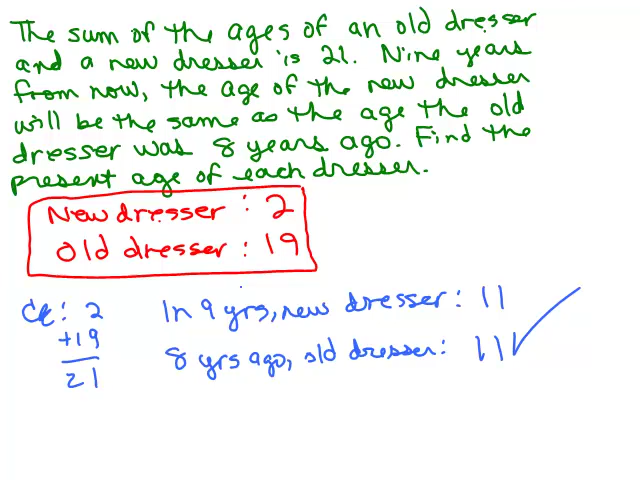 The sum of the ages of an old dresser
and a new dresser is 21. Nine years
from now, the age of the new dresser
will be the same as the age the old
dresser was 8 years ago. Find the
present age of each dresser.
New dresser : 2
Old dresser : 19
Ck: 2 In 9 yrs, new dresser: 11
+19 8 yrs ago, old dresser: 11
21